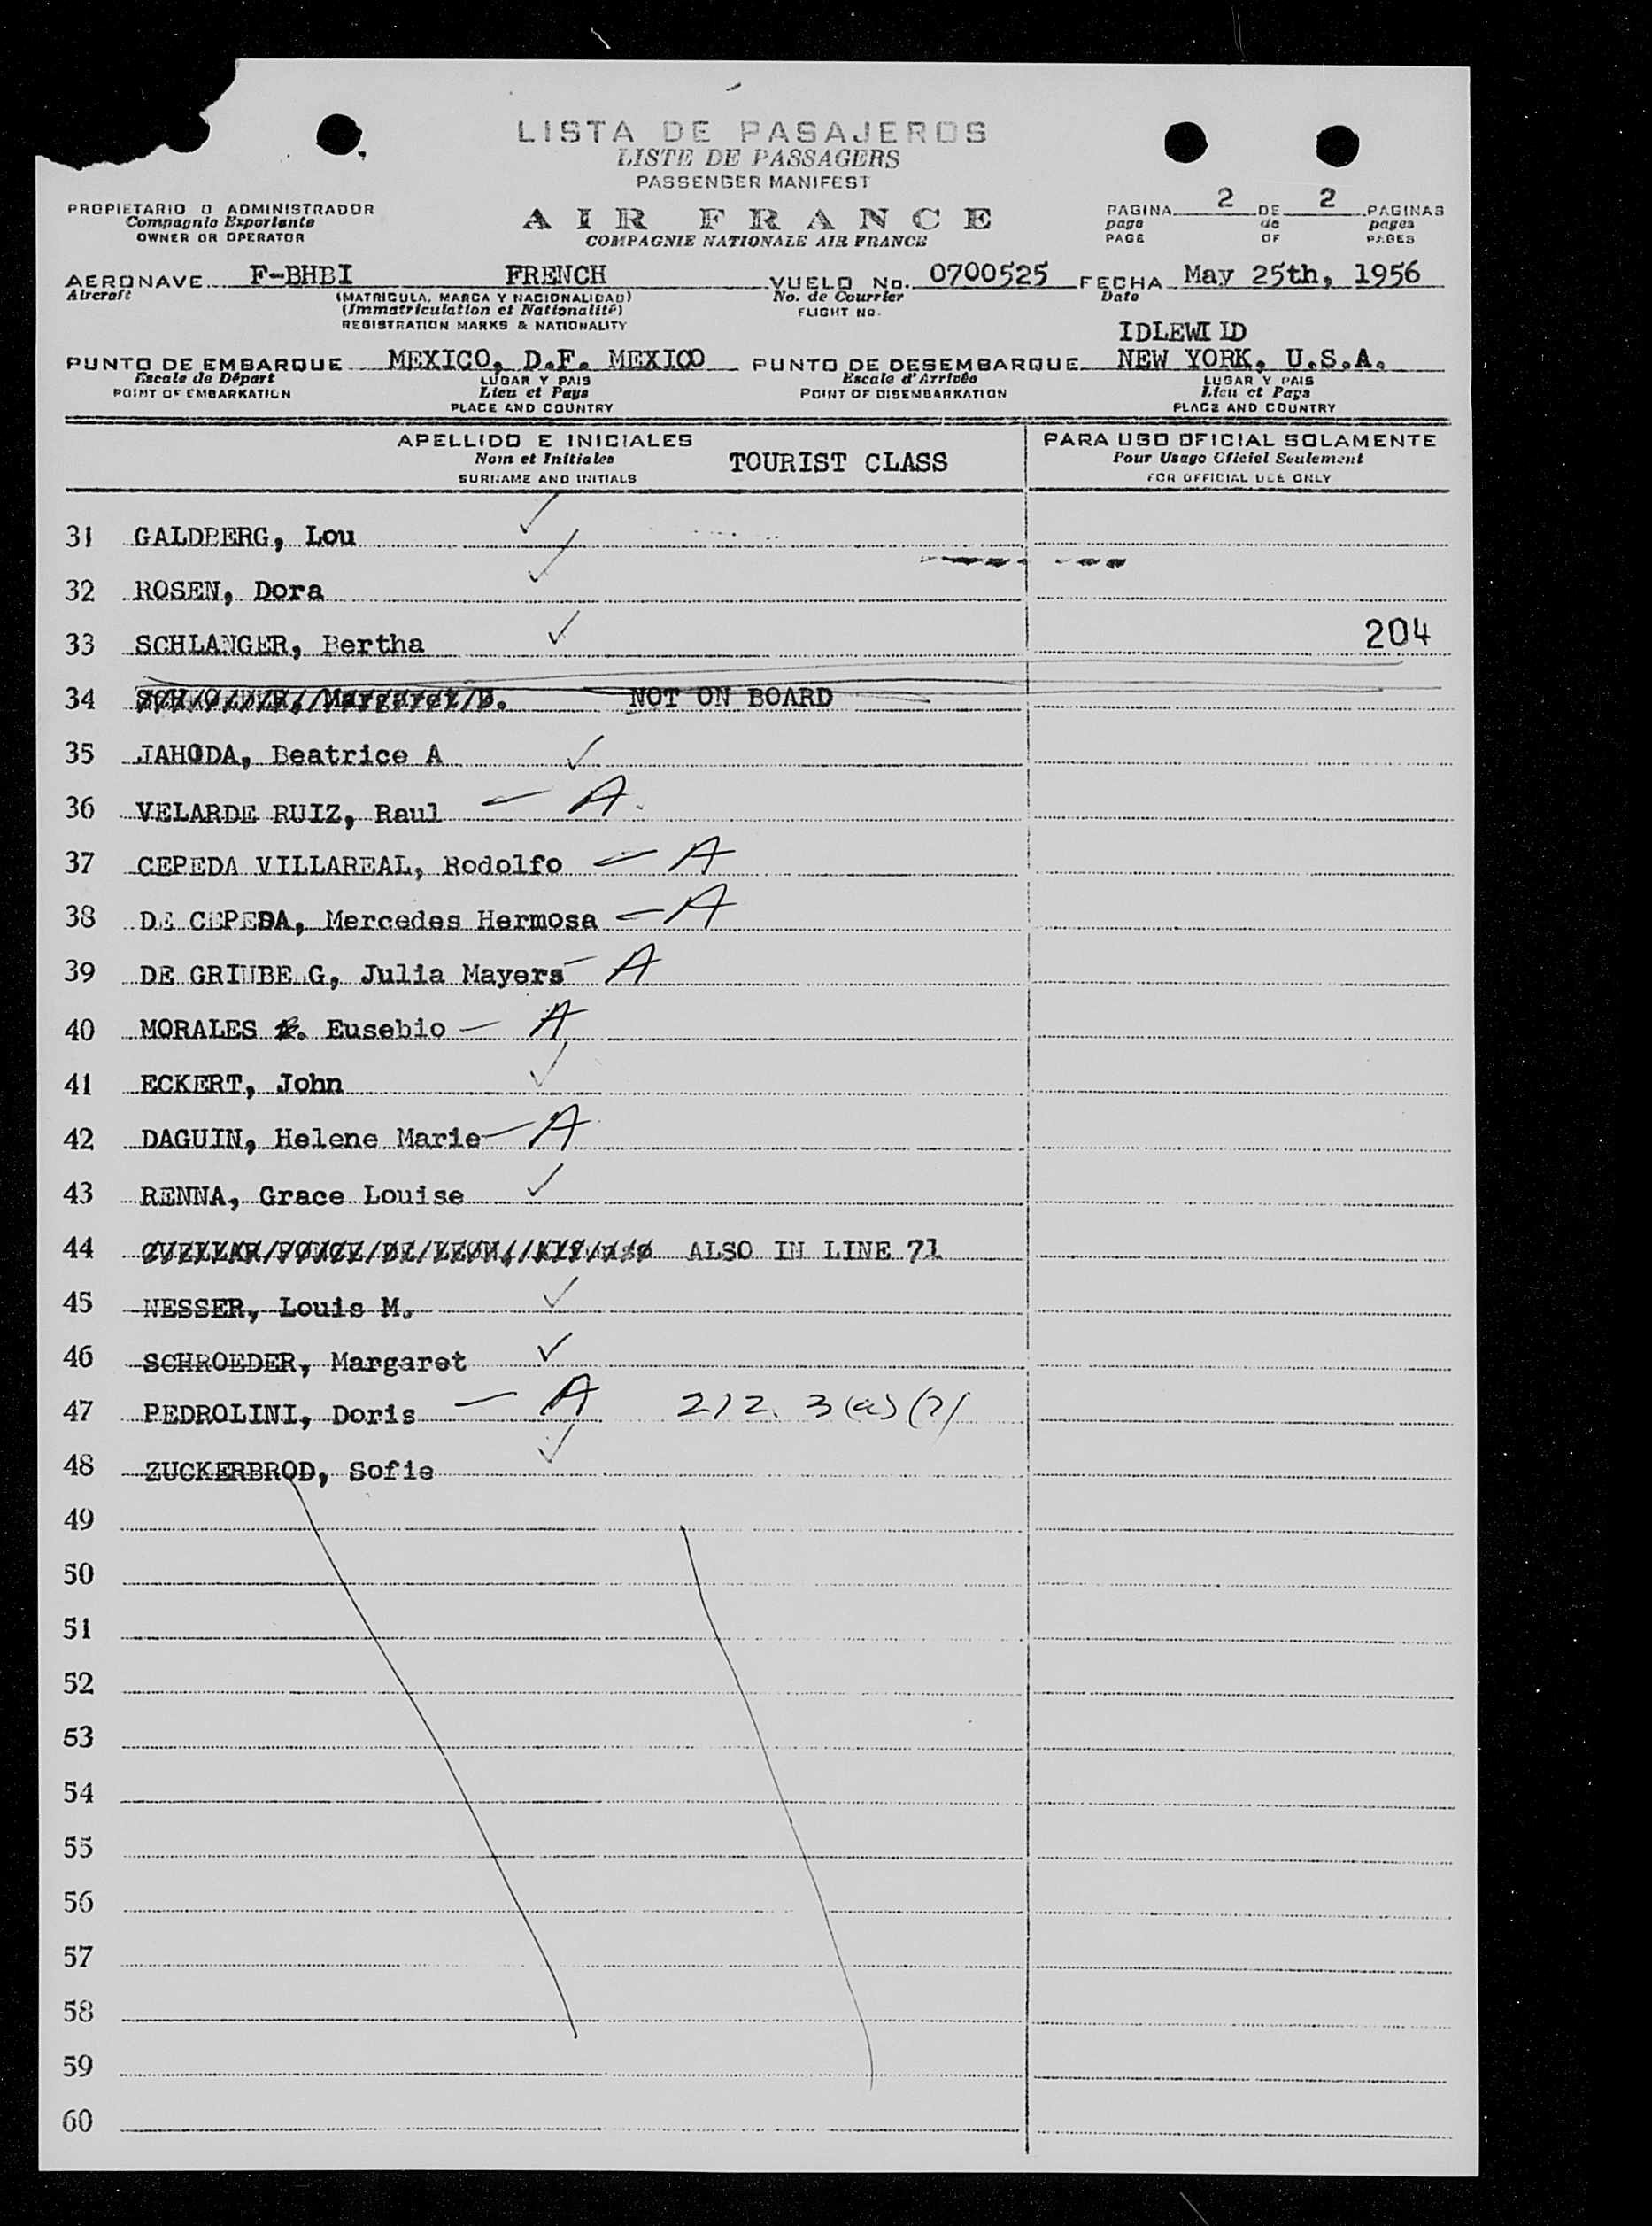 LISTA DE PASAJEROS
LISTE DE PASSAGERS
PASSENGER MANIFEST
PROPIETARIO O ADMINISTRADOR
Compagnie Exportante
OWNER OR OPERATOR
AIR FRANCE
COMPAGNIE NATIONALE AIR FRANCE
PAGINA 2 DE 2 PAGINAS
page de pages
PAGE OF PAGES
AERONAVE F-BHBI FRENCH VUELO No. 0700525 FECHA May 25th, 1956
Aircraft (MATRICULA, MARCA Y NACIONALIDAD) No. de Courrier Date
(Immatriculation et Nationalité) FLIGHT NO.
REGISTRATION MARKS & NATIONALITY
IDLEWILD
PUNTO DE EMBARQUE MEXICO, D.F. MEXICO PUNTO DE DESEMBARQUE NEW YORK, U.S.A.
Escale de Départ LUGAR Y PAIS Escale d'Arrivée LUGAR Y PAIS
POINT OF EMBARKATION Lieu et Pays POINT OF DISEMBARKATION Lieu et Pays
PLACE AND COUNTRY PLACE AND COUNTRY
APELLIDO E INICIALES PARA USO OFICIAL SOLAMENTE
Nom et Initiales TOURIST CLASS Pour Usage Officiel Seulement
SURNAME AND INITIALS FOR OFFICIAL USE ONLY
31 GALDBERG, Lou
32 ROSEN, Dora
33 SCHLANGER, Bertha 204
34 NOT ON BOARD
35 JAHODA, Beatrice A
36 VELARDE RUIZ, Raul - A
37 CEPEDA VILLAREAL, Rodolfo - A
38 DE CEPEDA, Mercedes Hermosa - A
39 DE GRINBERG, Julia Mayers - A
40 MORALES Eusebio - A
41 ECKERT, John
42 DAGUIN, Helene Marie - A
43 RENNA, Grace Louise
44 ALSO IN LINE 71
45 NESSER, Louis M.
46 SCHROEDER, Margaret
47 PEDROLINI, Doris - A 212. 3(a)(7)
48 ZUCKERBROD, Sofie
49
50
51
52
53
54
55
56
57
58
59
60